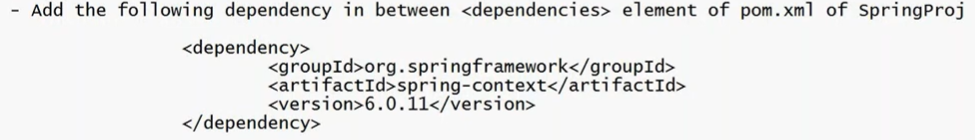 - Add the following dependency in between <dependencies> element of pom.xml of SpringProj
<dependency>
<groupId>org.springframework</groupId>
<artifactId>spring-context</artifactId>
<version>6.0.11</version>
</dependency>